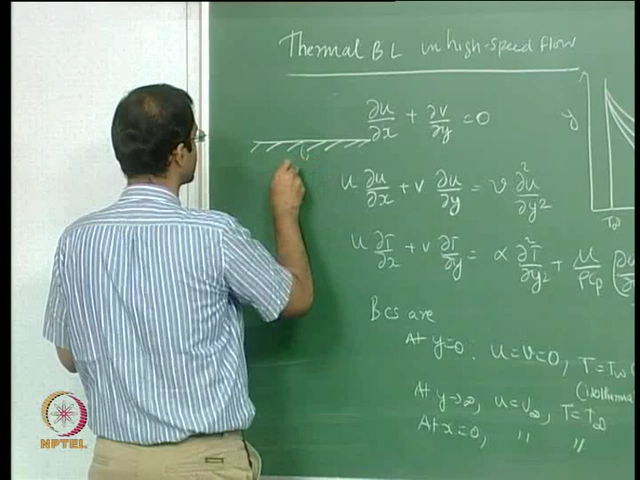 Thermal BL in high-speed flow
∂u/∂x + ∂v/∂y = 0
y
T∞
u ∂u/∂x + v ∂u/∂y = ν ∂²u/∂y²
u ∂T/∂x + v ∂T/∂y = α ∂²T/∂y² + μ/ρCp (∂u/∂
BCs are
At y=0: u=v=0, T=Tw
(isotherma
At y→∞, u=U∞, T=T∞
At x=0, " "
NPTEL